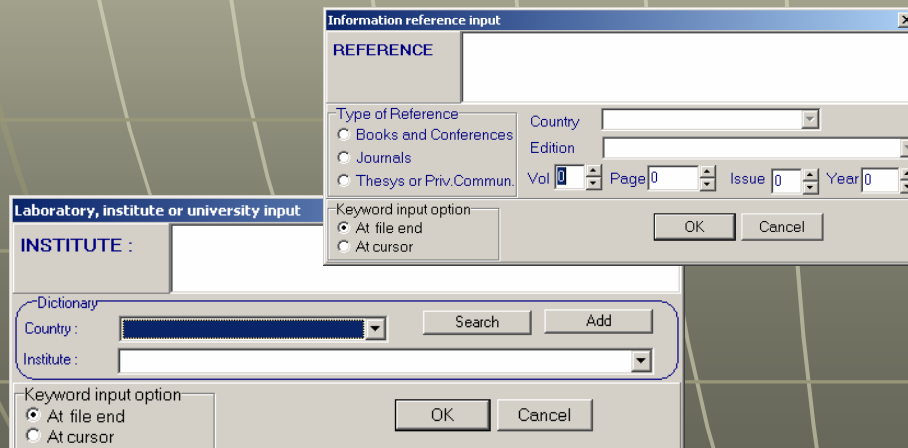 Information reference input
REFERENCE
Type of Reference
Books and Conferences
Journals
Thesys or Priv.Commun.
Country
Edition
Vol 0 Page 0 Issue 0 Year 0
Keyword input option
At file end
At cursor
OK Cancel
Laboratory, institute or university input
INSTITUTE :
Dictionary
Country :
Search Add
Institute :
Keyword input option
At file end
At cursor
OK Cancel